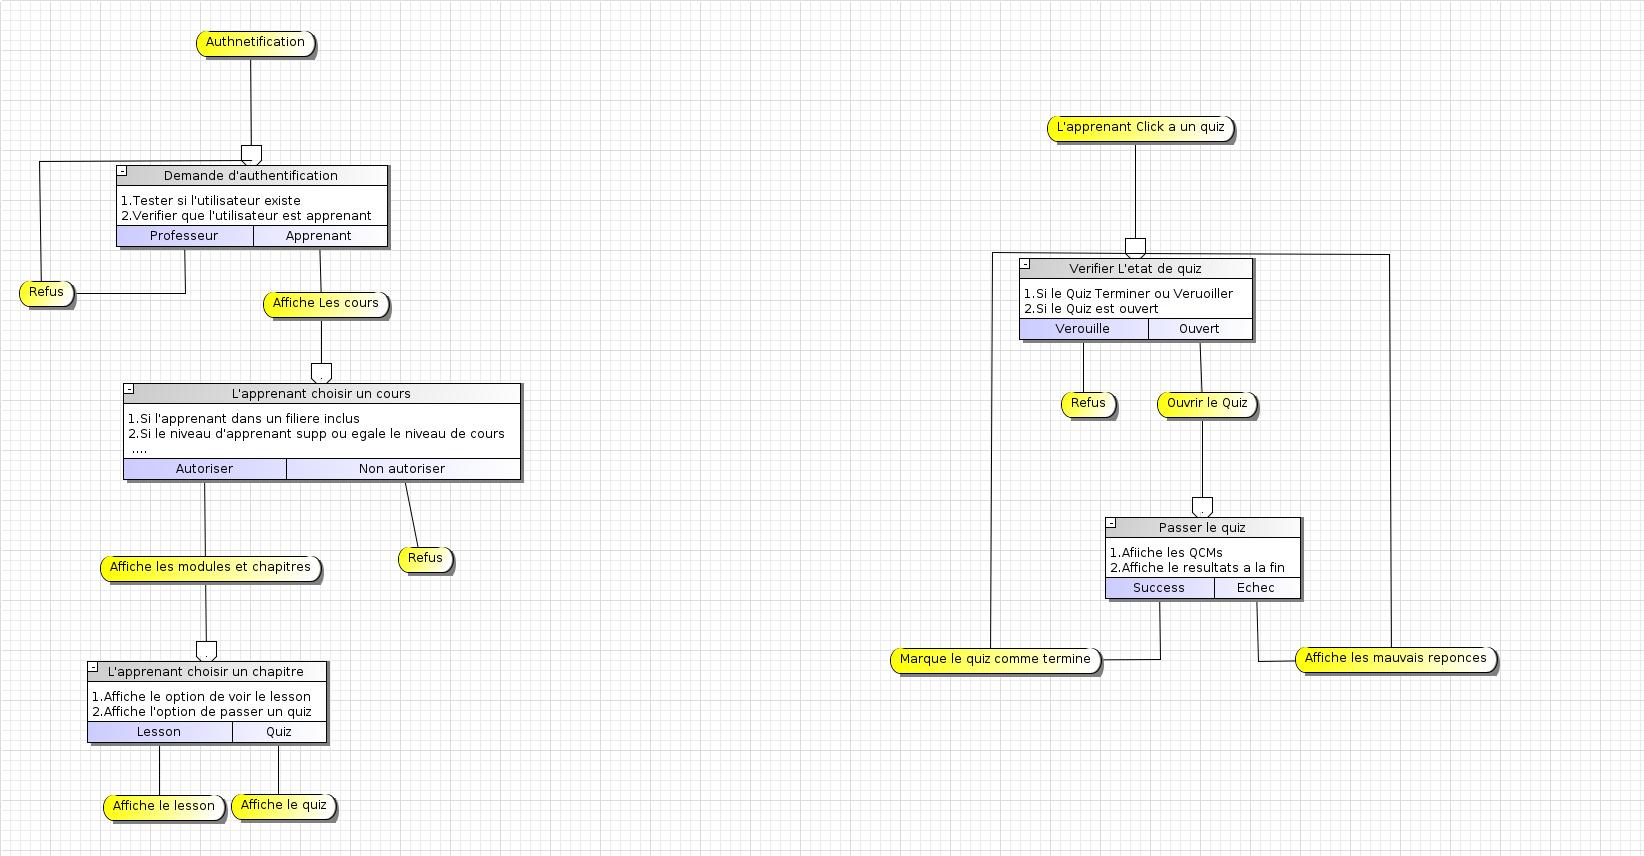 Authnetification
Demande d'authentification
1.Tester si l'utilisateur existe
2.Verifier que l'utilisateur est apprenant
Professeur
Apprenant
Refus
Affiche Les cours
L'apprenant choisir un cours
1.Si l'apprenant dans un filiere inclus
2.Si le niveau d'apprenant supp ou egale le niveau de cours
....
Autoriser
Non autoriser
Affiche les modules et chapitres
Refus
L'apprenant choisir un chapitre
1.Affiche le option de voir le lesson
2.Affiche l'option de passer un quiz
Lesson
Quiz
Affiche le lesson
Affiche le quiz
L'apprenant Click a un quiz
Verifier L'etat de quiz
1.Si le Quiz Terminer ou Veruoiller
2.Si le Quiz est ouvert
Verouille
Ouvert
Refus
Ouvrir le Quiz
Passer le quiz
1.Afiiche les QCMs
2.Affiche le resultats a la fin
Success
Echec
Marque le quiz comme termine
Affiche les mauvais reponces